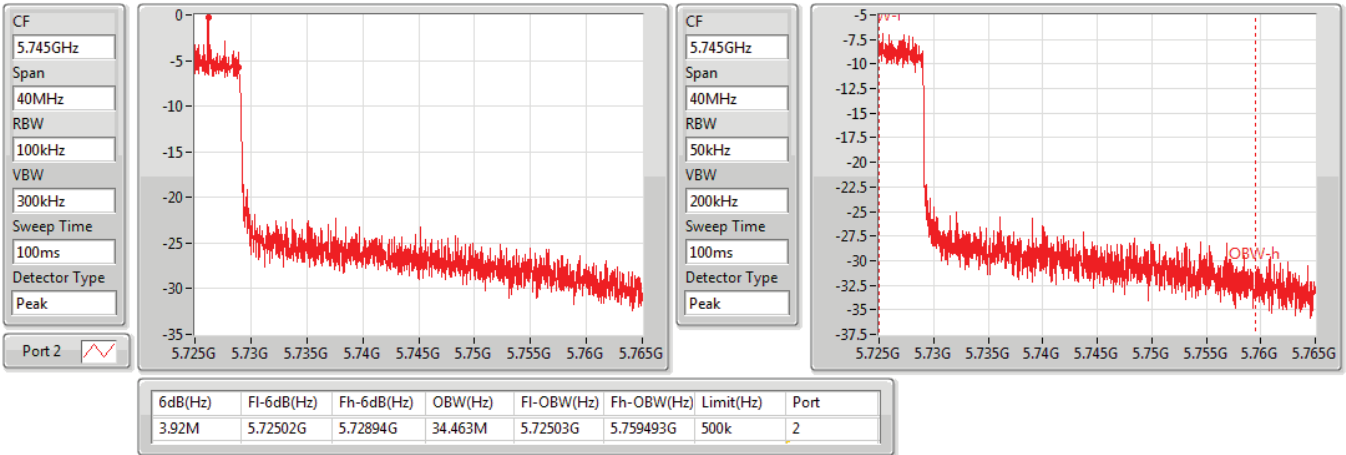 CF
5.745GHz
Span
40MHz
RBW
100kHz
VBW
300kHz
Sweep Time
100ms
Detector Type
Peak
Port 2
0
-5
-10
-15
-20
-25
-30
-35
5.725G 5.73G 5.735G 5.74G 5.745G 5.75G 5.755G 5.76G 5.765G
CF
5.745GHz
Span
40MHz
RBW
50kHz
VBW
200kHz
Sweep Time
100ms
Detector Type
Peak
-5
-7.5
-10
-12.5
-15
-17.5
-20
-22.5
-25
-27.5
-30
-32.5
-35
-37.5
OBW-h
5.725G 5.73G 5.735G 5.74G 5.745G 5.75G 5.755G 5.76G 5.765G
6dB(Hz) Fl-6dB(Hz) Fh-6dB(Hz) OBW(Hz) Fl-OBW(Hz) Fh-OBW(Hz) Limit(Hz) Port
3.92M 5.72502G 5.72894G 34.463M 5.72503G 5.759493G 500k 2